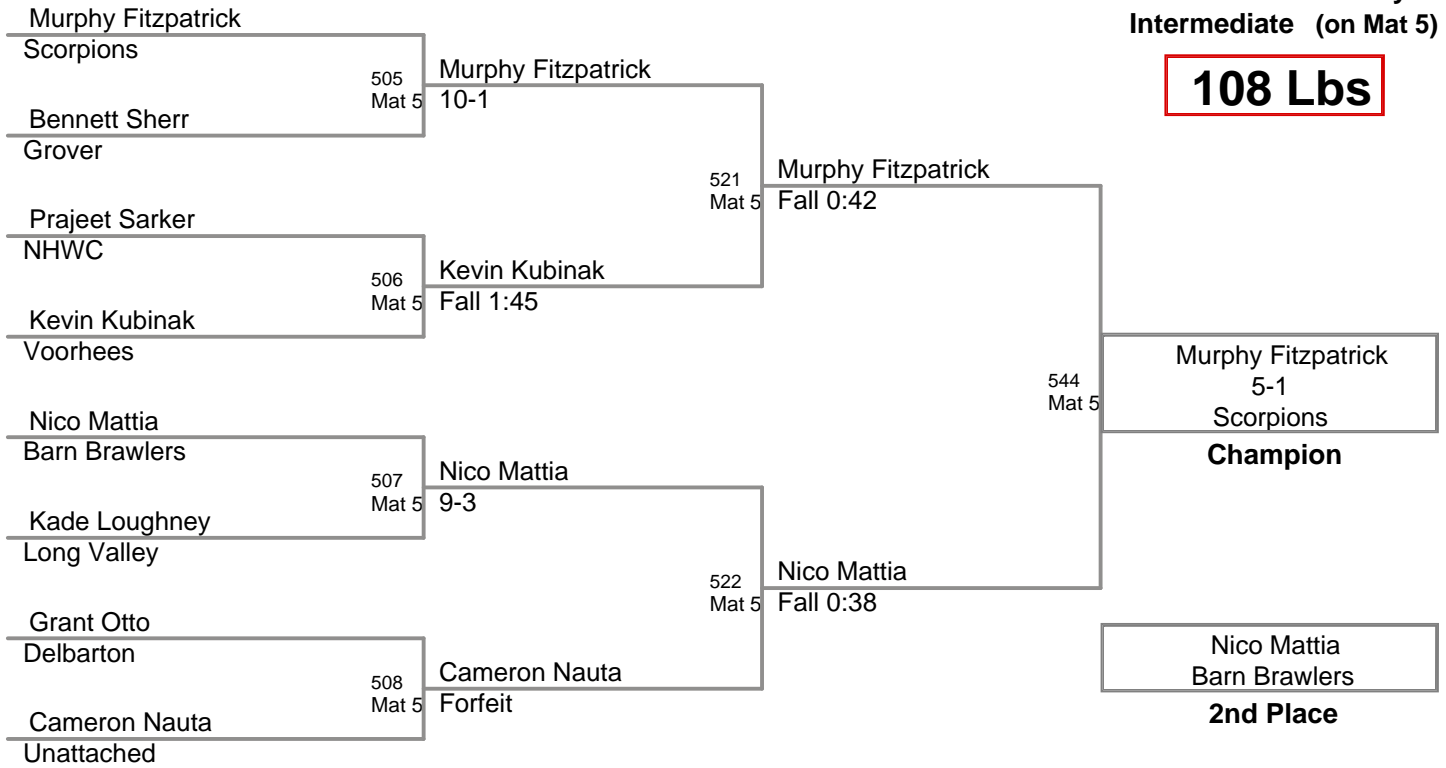 Intermediate (on Mat 5)
108 Lbs
Murphy Fitzpatrick
Scorpions
505
Mat 5
Murphy Fitzpatrick
10-1
Bennett Sherr
Grover
521
Mat 5
Murphy Fitzpatrick
Fall 0:42
Prajeet Sarker
NHWC
506
Mat 5
Kevin Kubinak
Fall 1:45
Kevin Kubinak
Voorhees
544
Mat 5
Murphy Fitzpatrick
5-1
Scorpions
Champion
Nico Mattia
Barn Brawlers
507
Mat 5
Nico Mattia
9-3
Kade Loughney
Long Valley
522
Mat 5
Nico Mattia
Fall 0:38
Grant Otto
Delbarton
508
Mat 5
Cameron Nauta
Forfeit
Cameron Nauta
Unattached
Nico Mattia
Barn Brawlers
2nd Place